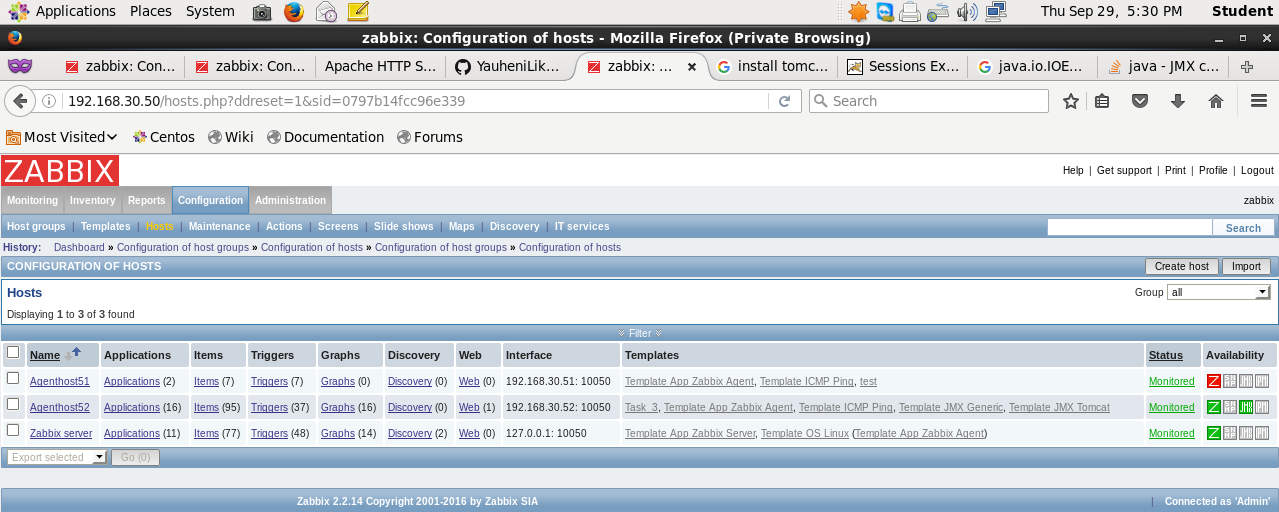 Applications Places System Thu Sep 29, 5:30 PM Student
zabbix: Configuration of hosts - Mozilla Firefox (Private Browsing)
zabbix: Con... zabbix: Con... Apache HTTP S... YauheniLik... zabbix: ... install tomc... Sessions Ex... java.io.IOE... java - JMX c...
192.168.30.50/hosts.php?ddreset=1&sid=0797b14fcc96e339 Search
Most Visited Centos Wiki Documentation Forums
ZABBIX
Help | Get support | Print | Profile | Logout
Monitoring Inventory Reports Configuration Administration zabbix
Host groups | Templates | Hosts | Maintenance | Actions | Screens | Slide shows | Maps | Discovery | IT services Search
History: Dashboard » Configuration of host groups » Configuration of hosts » Configuration of host groups » Configuration of hosts
CONFIGURATION OF HOSTS Create host Import
Hosts Group all
Displaying 1 to 3 of 3 found
Filter
Name Applications Items Triggers Graphs Discovery Web Interface Templates Status Availability
Agenthost51 Applications (2) Items (7) Triggers (7) Graphs (0) Discovery (0) Web (0) 192.168.30.51: 10050 Template App Zabbix Agent, Template ICMP Ping, test Monitored Z JMX
Agenthost52 Applications (16) Items (95) Triggers (37) Graphs (16) Discovery (0) Web (1) 192.168.30.52: 10050 Task_3, Template App Zabbix Agent, Template ICMP Ping, Template JMX Generic, Template JMX Tomcat Monitored Z JMX
Zabbix server Applications (11) Items (77) Triggers (48) Graphs (14) Discovery (2) Web (0) 127.0.0.1: 10050 Template App Zabbix Server, Template OS Linux (Template App Zabbix Agent) Monitored Z JMX
Export selected Go (0)
Zabbix 2.2.14 Copyright 2001-2016 by Zabbix SIA | Connected as 'Admin'